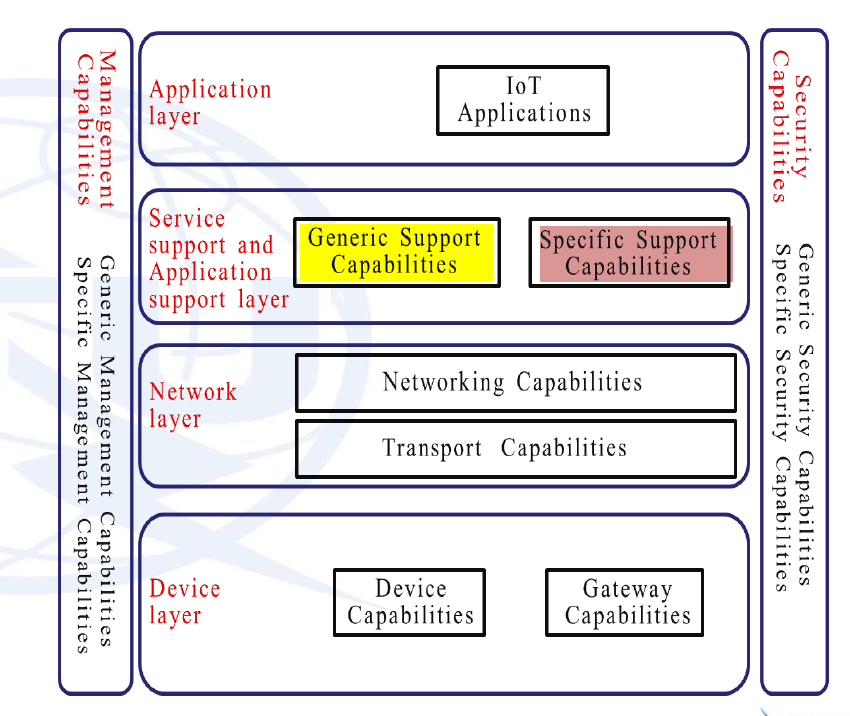 Management
Capabilities
Generic Management Capabilities
Specific Management Capabilities
Application
layer
IoT
Applications
Service
support and
Application
support layer
Generic Support
Capabilities
Specific Support
Capabilities
Network
layer
Networking Capabilities
Transport Capabilities
Device
layer
Device
Capabilities
Gateway
Capabilities
Security
Capabilities
Generic Security Capabilities
Specific Security Capabilities